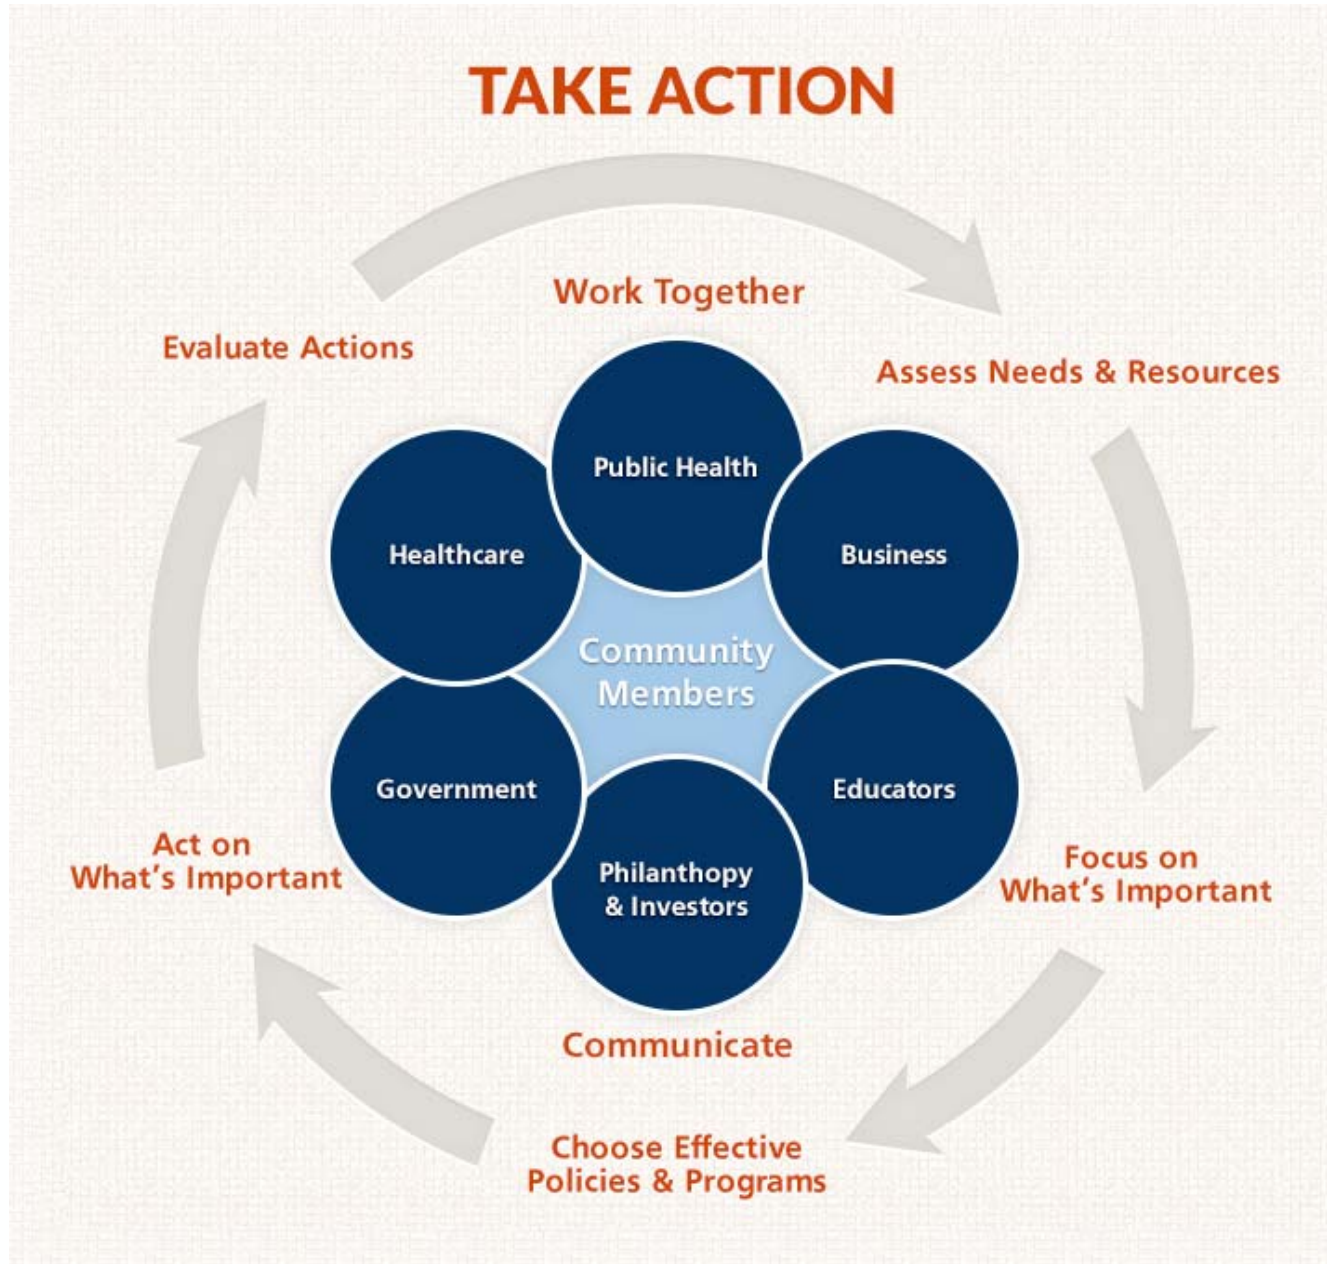 TAKE ACTION
Work Together
Evaluate Actions
Assess Needs & Resources
Public Health
Healthcare
Business
Community
Members
Government
Educators
Act on
What's Important
Philanthopy
& Investors
Focus on
What's Important
Communicate
Choose Effective
Policies & Programs